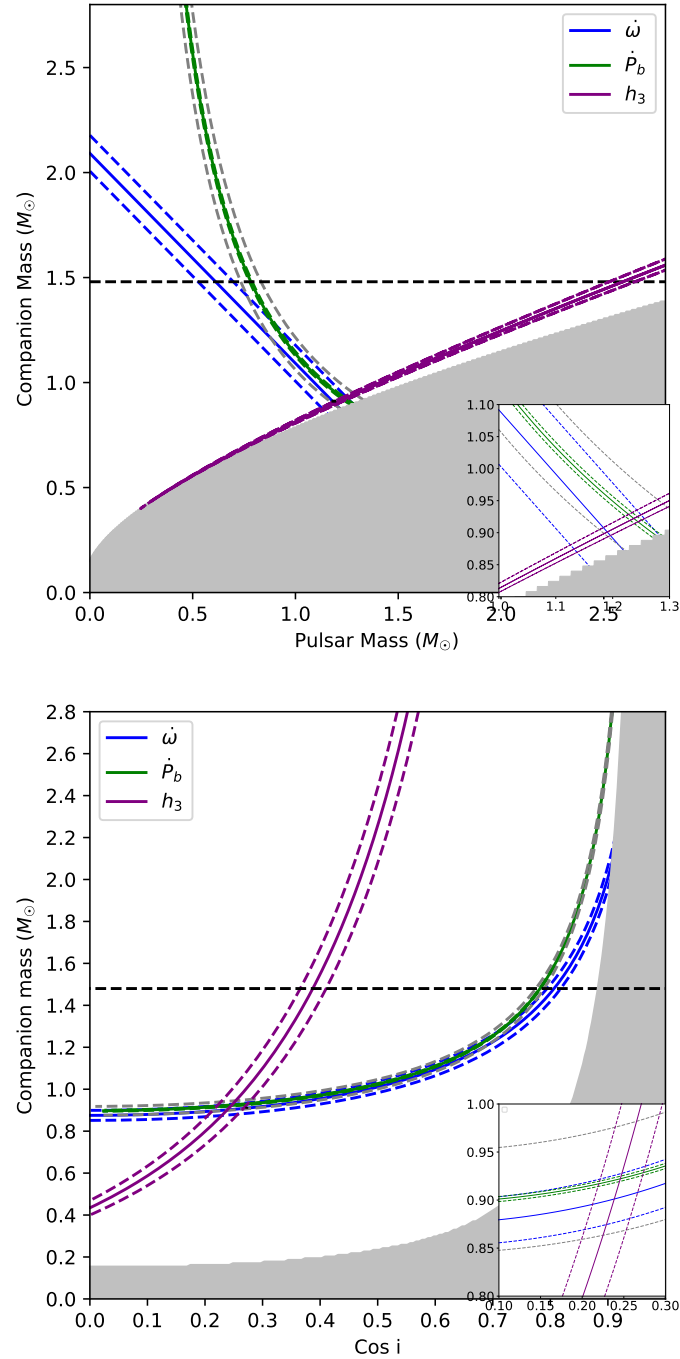 ω̇
Ṗ_b
h₃
Companion Mass (M⊙)
2.5
2.0
1.5
1.0
0.5
0.0
1.10
1.05
1.00
0.95
0.90
0.85
0.80
1.0 1.1 1.2 1.3
0.0 0.5 1.0 1.5 2.0 2.5
Pulsar Mass (M⊙)
ω̇
Ṗ_b
h₃
Companion mass (M⊙)
2.8
2.6
2.4
2.2
2.0
1.8
1.6
1.4
1.2
1.0
0.8
0.6
0.4
0.2
0.0
1.00
0.95
0.90
0.85
0.80
0.10 0.15 0.20 0.25 0.30
0.0 0.1 0.2 0.3 0.4 0.5 0.6 0.7 0.8 0.9
Cos i